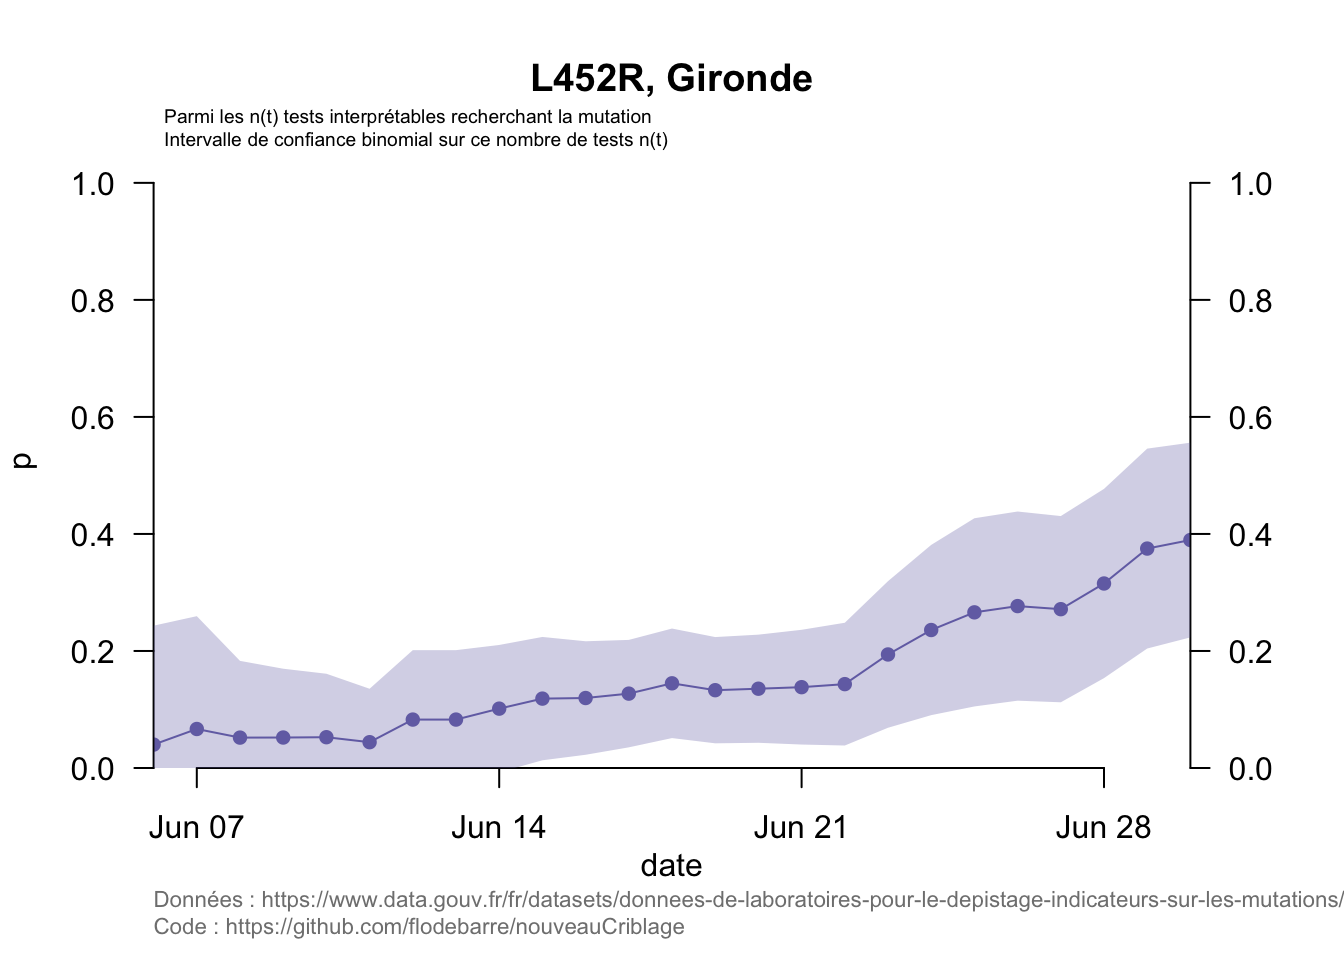 L452R, Gironde
Parmi les n(t) tests interprétables recherchant la mutation
Intervalle de confiance binomial sur ce nombre de tests n(t)
1.0 1.0
0.8 0.8
0.6 0.6
p
0.4 0.4
0.2 0.2
0.0 0.0
Jun 07 Jun 14 Jun 21 Jun 28
date
Données : https://www.data.gouv.fr/fr/datasets/donnees-de-laboratoires-pour-le-depistage-indicateurs-sur-les-mutations/
Code : https://github.com/flodebarre/nouveauCriblage